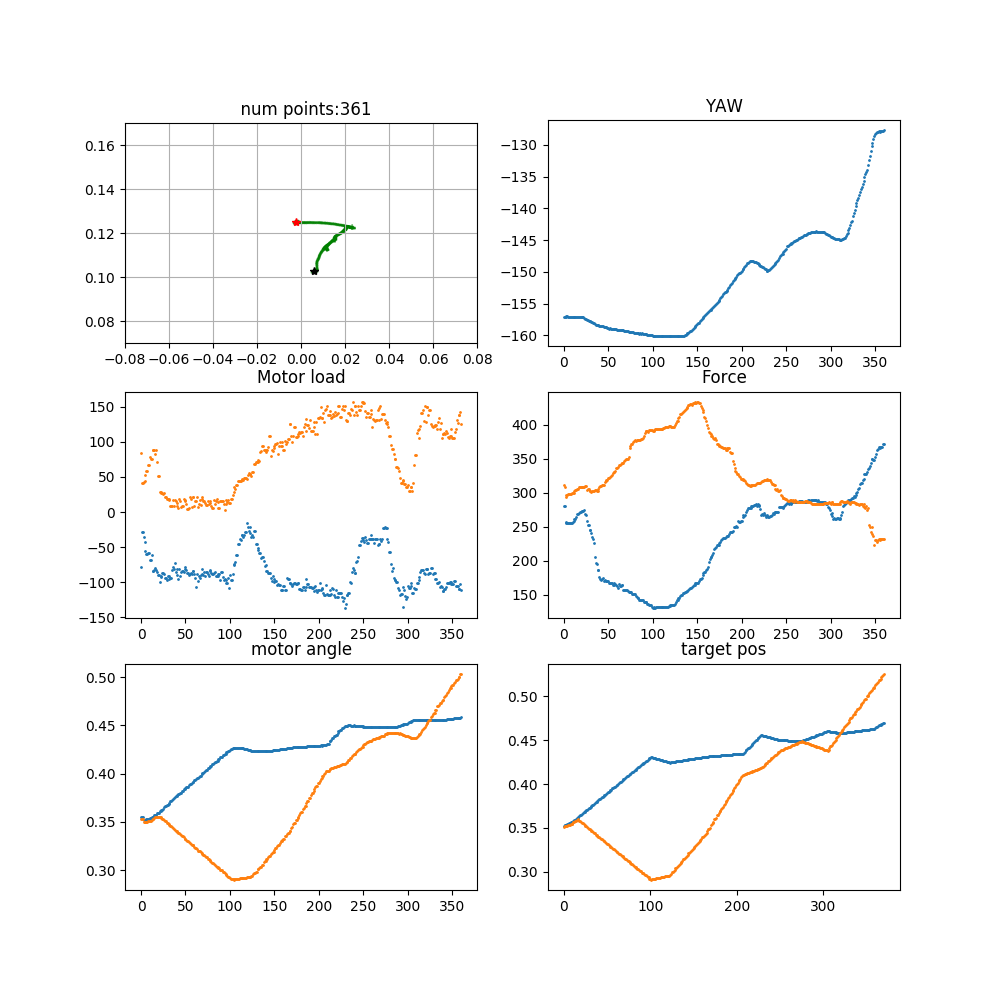 num points:361
0.16
0.14
0.12
0.10
0.08
−0.08 −0.06 −0.04 −0.02 0.00 0.02 0.04 0.06 0.08
YAW
−130
−135
−140
−145
−150
−155
−160
0 50 100 150 200 250 300 350
Motor load
150
100
50
0
−50
−100
−150
0 50 100 150 200 250 300 350
Force
400
350
300
250
200
150
0 50 100 150 200 250 300 350
motor angle
0.50
0.45
0.40
0.35
0.30
0 50 100 150 200 250 300 350
target pos
0.50
0.45
0.40
0.35
0.30
0 100 200 300